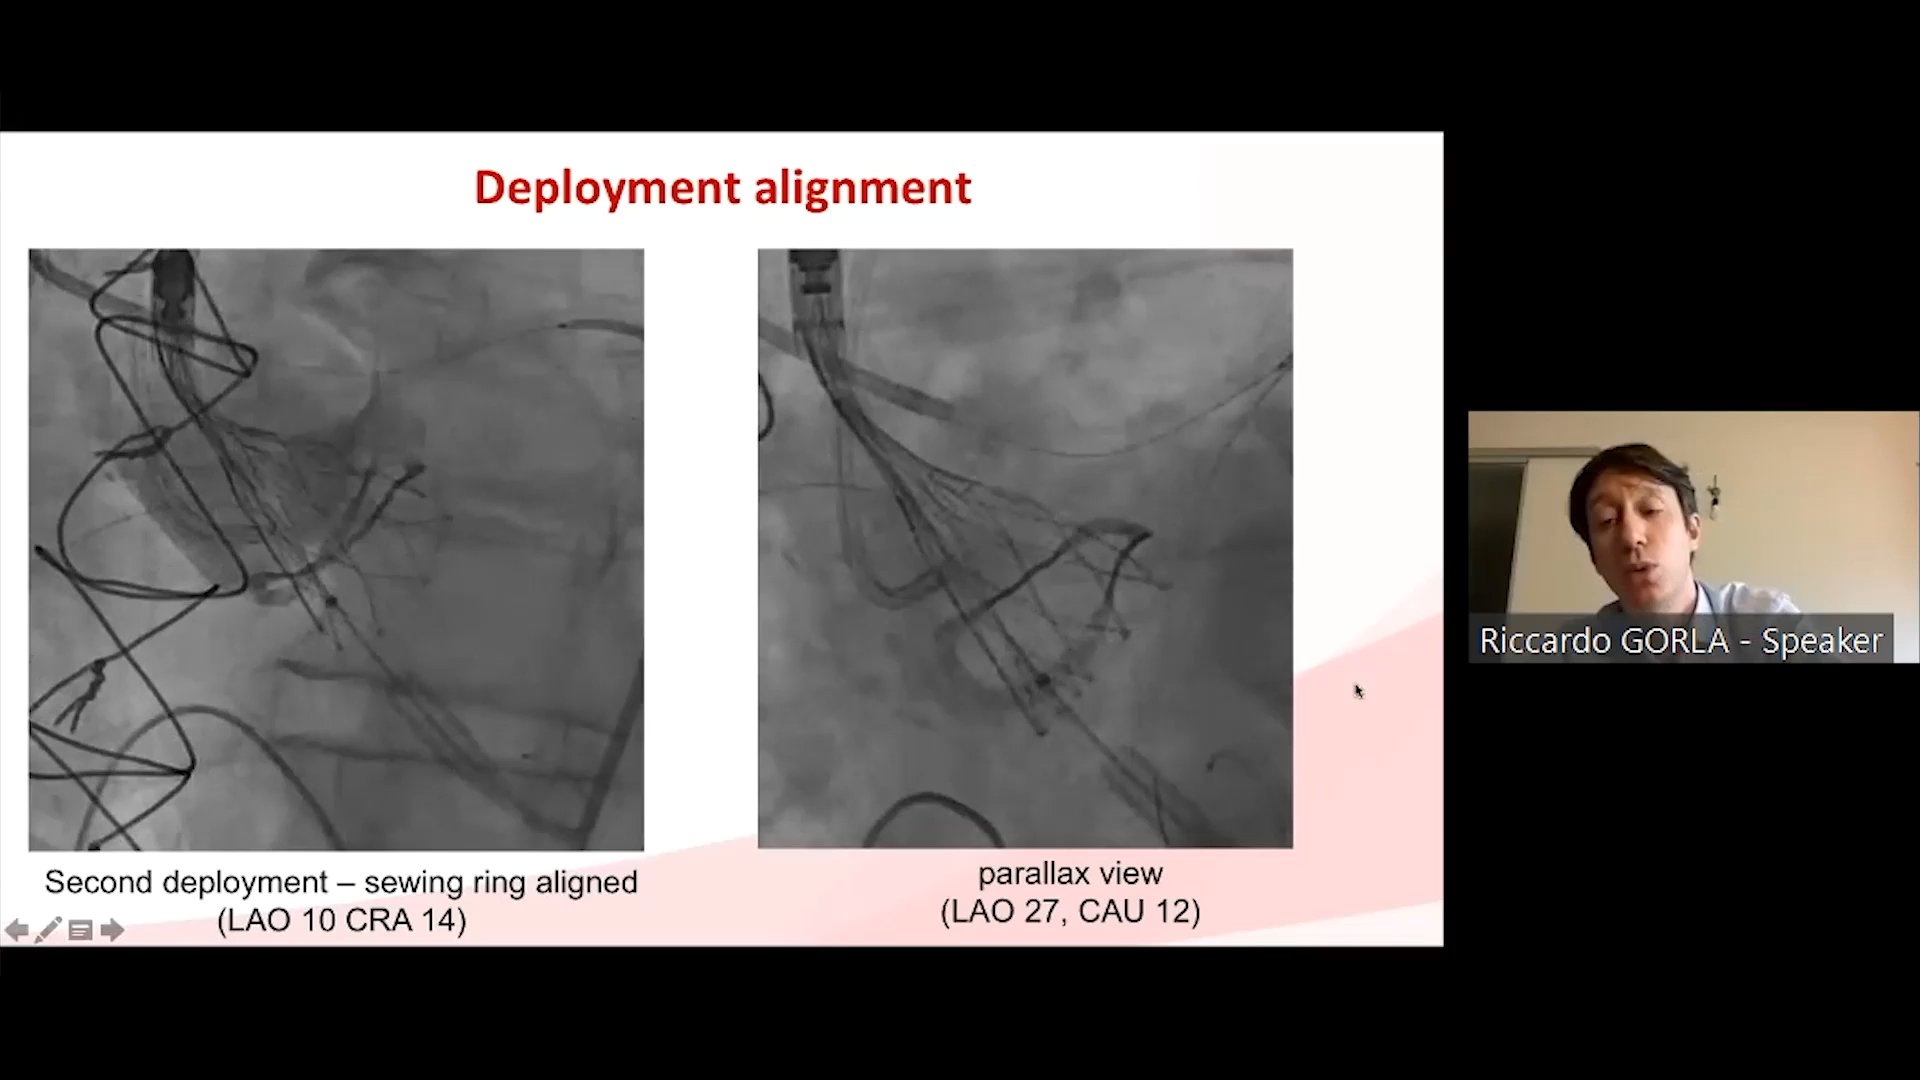 Deployment alignment
Second deployment – sewing ring aligned
(LAO 10 CRA 14)
parallax view
(LAO 27, CAU 12)
Riccardo GORLA - Speaker